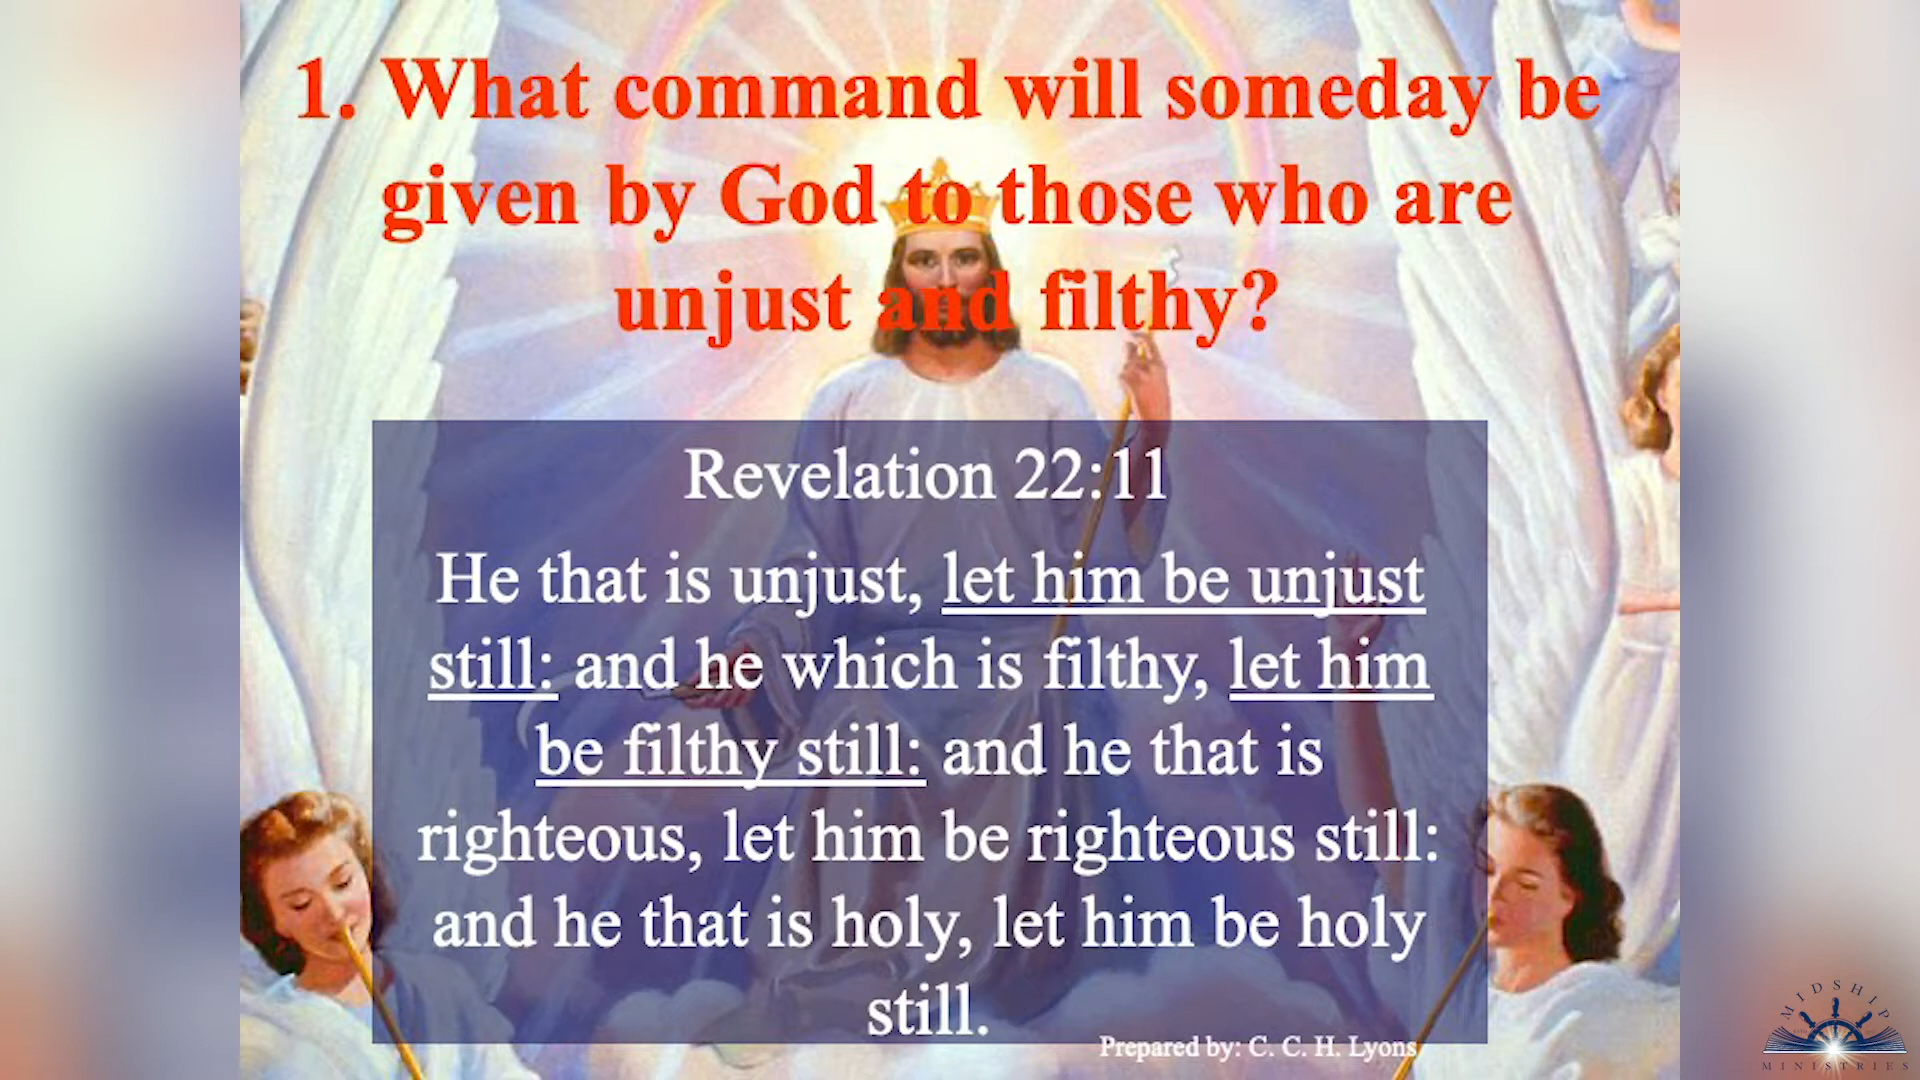 1. What command will someday be
given by God to those who are
unjust and filthy?
Revelation 22:11
He that is unjust, let him be unjust
still: and he which is filthy, let him
be filthy still: and he that is
righteous, let him be righteous still:
and he that is holy, let him be holy
still.
Prepared by: C. C. H. Lyons
MIDSHIP
MINISTRIES